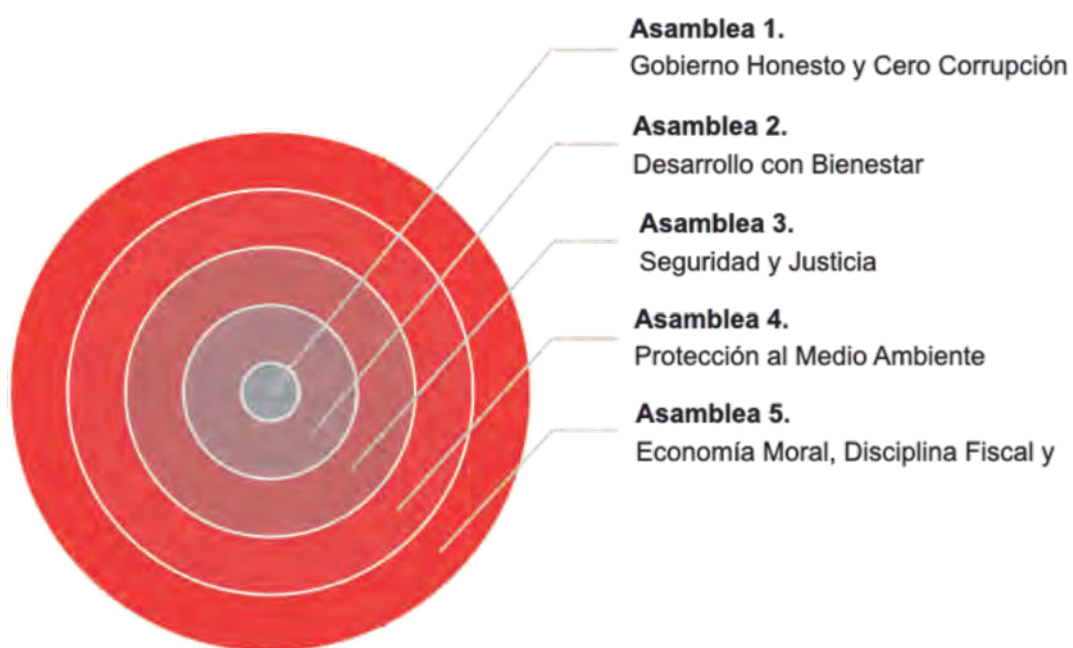 Asamblea 1.
Gobierno Honesto y Cero Corrupción
Asamblea 2.
Desarrollo con Bienestar
Asamblea 3.
Seguridad y Justicia
Asamblea 4.
Protección al Medio Ambiente
Asamblea 5.
Economía Moral, Disciplina Fiscal y